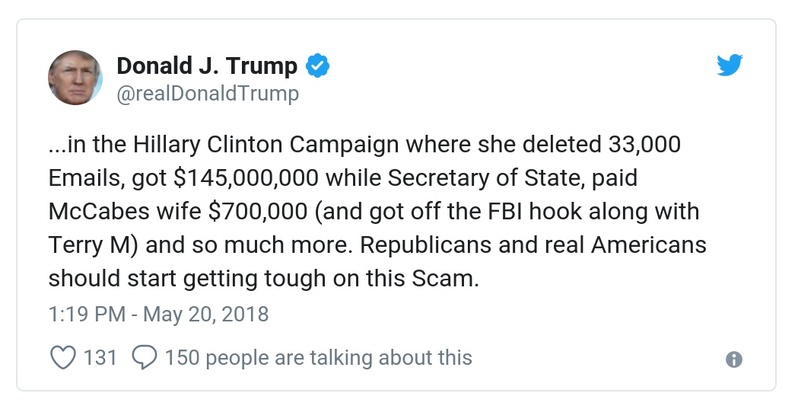 Donald J. Trump
@realDonaldTrump
...in the Hillary Clinton Campaign where she deleted 33,000
Emails, got $145,000,000 while Secretary of State, paid
McCabes wife $700,000 (and got off the FBI hook along with
Terry M) and so much more. Republicans and real Americans
should start getting tough on this Scam.
1:19 PM - May 20, 2018
131 150 people are talking about this